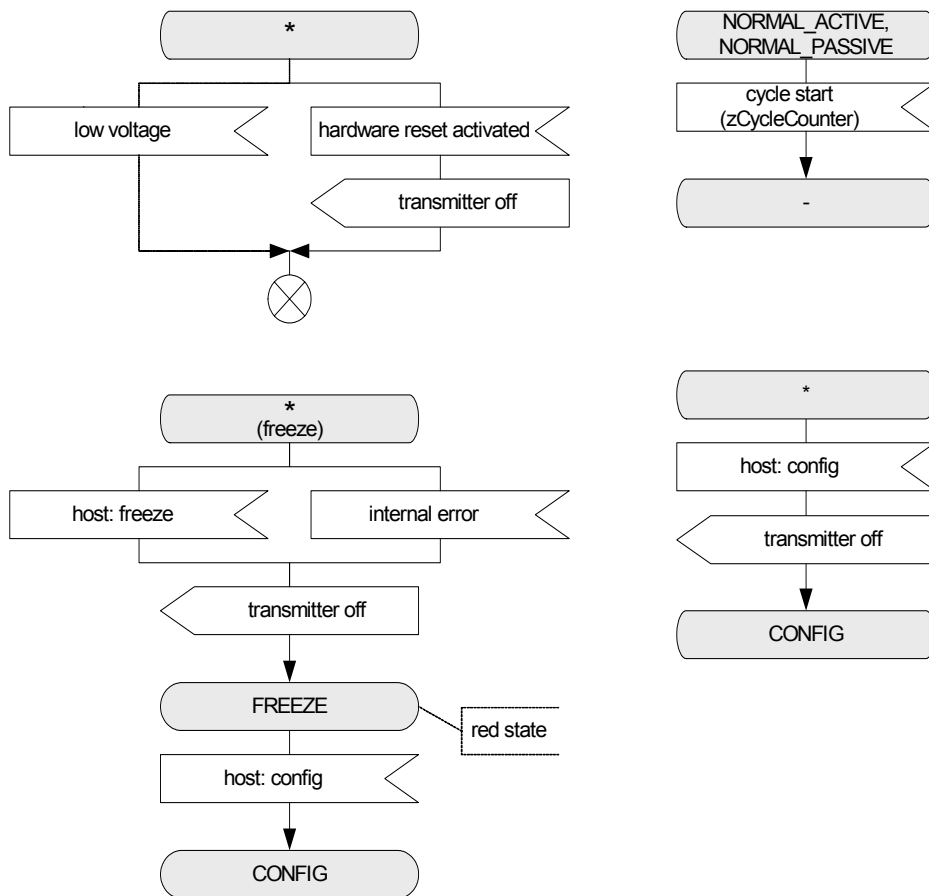 *
low voltage
hardware reset activated
transmitter off
NORMAL_ACTIVE,
NORMAL_PASSIVE
cycle start
(zCycleCounter)
-
*
(freeze)
host: freeze
internal error
transmitter off
FREEZE
red state
host: config
CONFIG
*
host: config
transmitter off
CONFIG